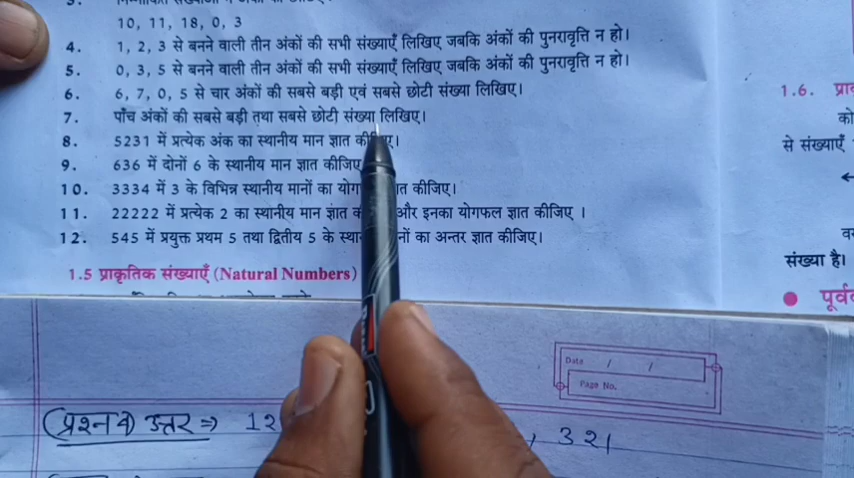 10, 11, 18, 0, 3
4. 1, 2, 3 से बनने वाली तीन अंकों की सभी संख्याएँ लिखिए जबकि अंकों की पुनरावृत्ति न हो।
5. 0, 3, 5 से बनने वाली तीन अंकों की सभी संख्याएँ लिखिए जबकि अंकों की पुनरावृत्ति न हो।
6. 6, 7, 0, 5 से चार अंकों की सबसे बड़ी एवं सबसे छोटी संख्या लिखिए।
7. पाँच अंकों की सबसे बड़ी तथा सबसे छोटी संख्या लिखिए।
8. 5231 में प्रत्येक अंक का स्थानीय मान ज्ञात
9. 636 में दोनों 6 के स्थानीय मान ज्ञात कीजिए
10. 3334 में 3 के विभिन्न स्थानीय मानों का योग कीजिए।
11. 22222 में प्रत्येक 2 का स्थानीय मान ज्ञात और इनका योगफल ज्ञात कीजिए ।
12. 545 में प्रयुक्त प्रथम 5 तथा द्वितीय 5 के का अन्तर ज्ञात कीजिए।
1.5 प्राकृतिक संख्याएँ (Natural Numbers)
1.6.
से संख्याएँ
संख्या है।
Date / /
Page No.
(प्रश्न 4) उत्तर ⇒ 12 , 321